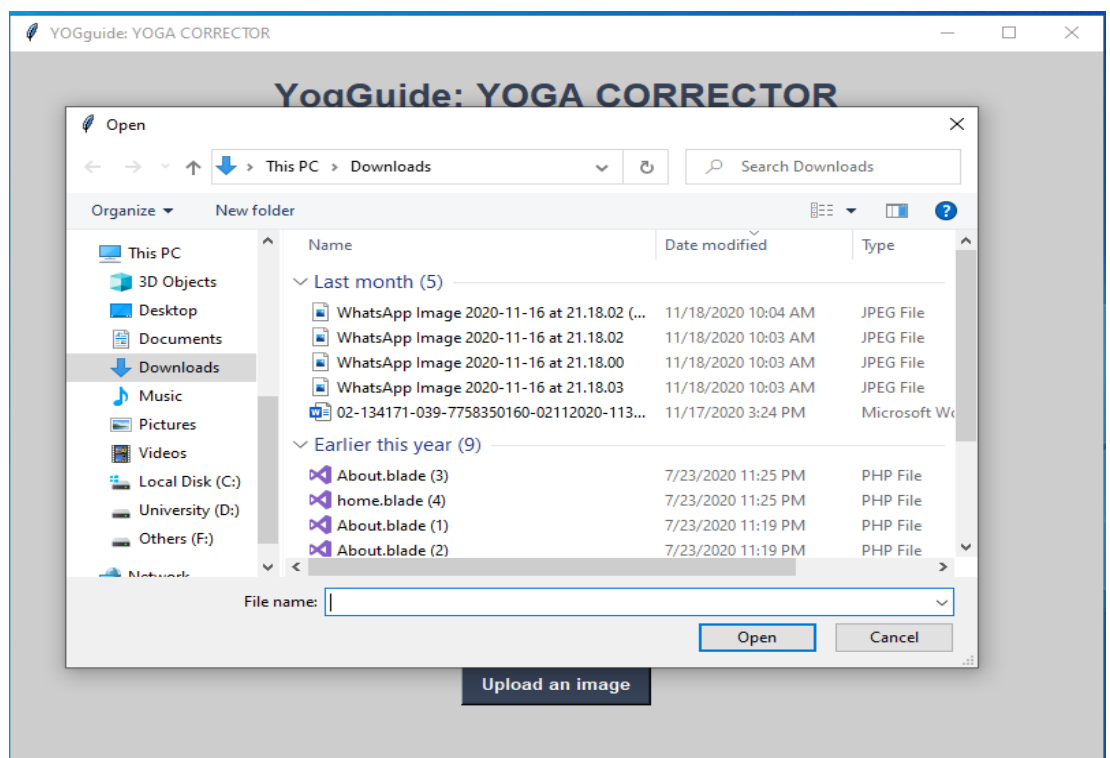 YOGguide: YOGA CORRECTOR
YogGuide: YOGA CORRECTOR
Open
This PC > Downloads
Search Downloads
Organize
New folder
?
Name Date modified Type
This PC
3D Objects
Desktop
Documents
Downloads
Music
Pictures
Videos
Local Disk (C:)
University (D:)
Others (F:)
Network
Last month (5)
WhatsApp Image 2020-11-16 at 21.18.02 (... 11/18/2020 10:04 AM JPEG File
WhatsApp Image 2020-11-16 at 21.18.02 11/18/2020 10:03 AM JPEG File
WhatsApp Image 2020-11-16 at 21.18.00 11/18/2020 10:03 AM JPEG File
WhatsApp Image 2020-11-16 at 21.18.03 11/18/2020 10:03 AM JPEG File
02-134171-039-7758350160-02112020-113... 11/17/2020 3:24 PM Microsoft Wo
Earlier this year (9)
About.blade (3) 7/23/2020 11:25 PM PHP File
home.blade (4) 7/23/2020 11:25 PM PHP File
About.blade (1) 7/23/2020 11:19 PM PHP File
About.blade (2) 7/23/2020 11:19 PM PHP File
File name:
Open
Cancel
Upload an image